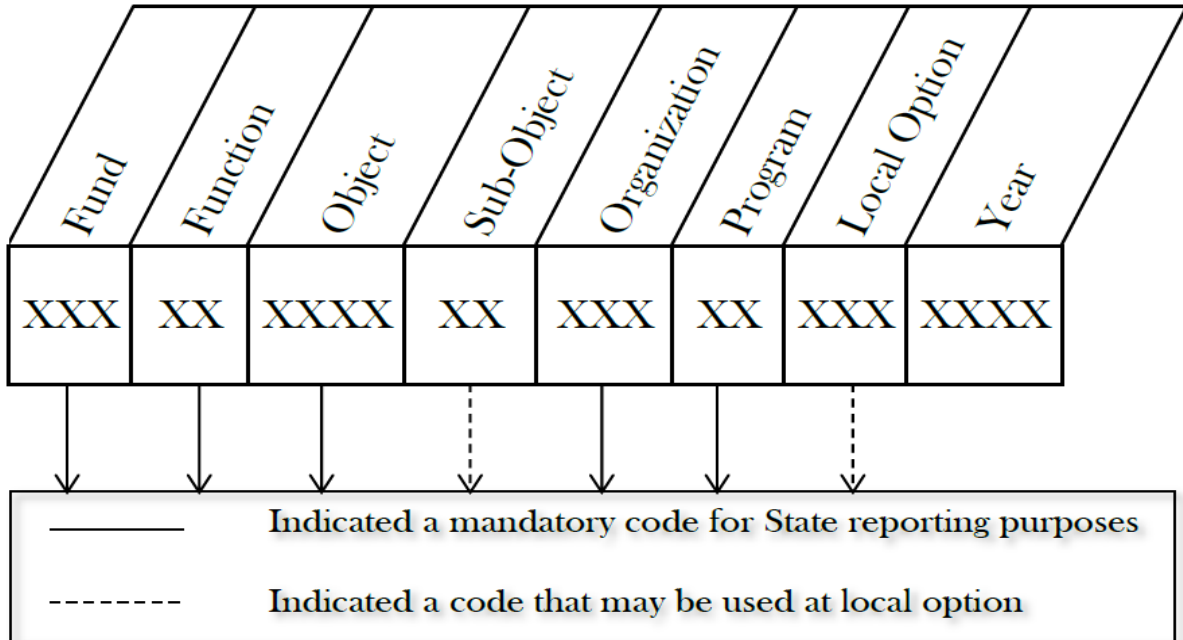 Fund Function Object Sub-Object Organization Program Local Option Year
XXX XX XXXX XX XXX XX XXX XXXX
Indicated a mandatory code for State reporting purposes
Indicated a code that may be used at local option